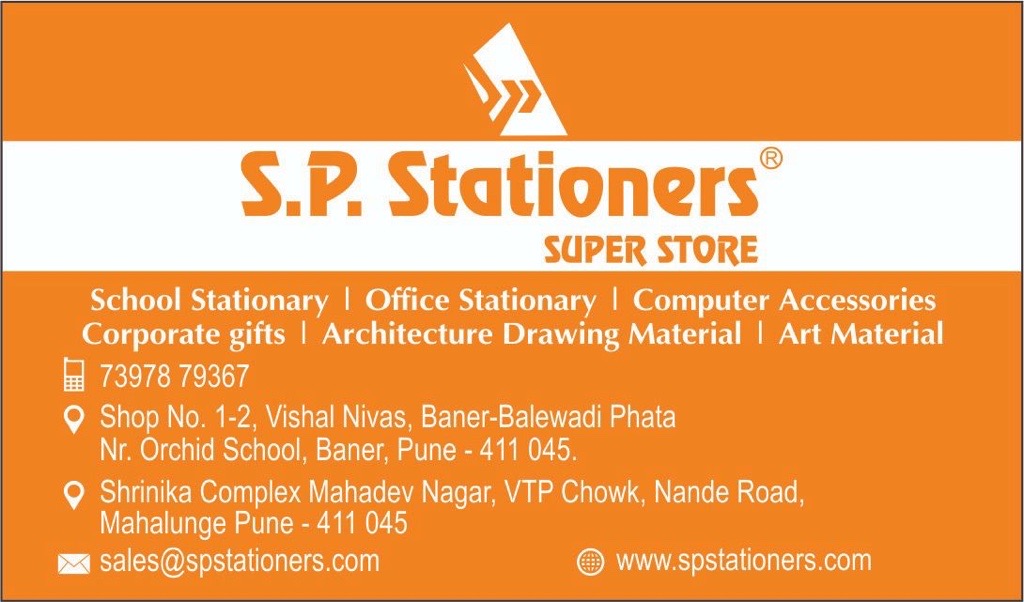 S.P. Stationers®
SUPER STORE
School Stationary | Office Stationary | Computer Accessories
Corporate gifts | Architecture Drawing Material | Art Material
73978 79367
Shop No. 1-2, Vishal Nivas, Baner-Balewadi Phata
Nr. Orchid School, Baner, Pune - 411 045.
Shrinika Complex Mahadev Nagar, VTP Chowk, Nande Road,
Mahalunge Pune - 411 045
sales@spstationers.com
www.spstationers.com